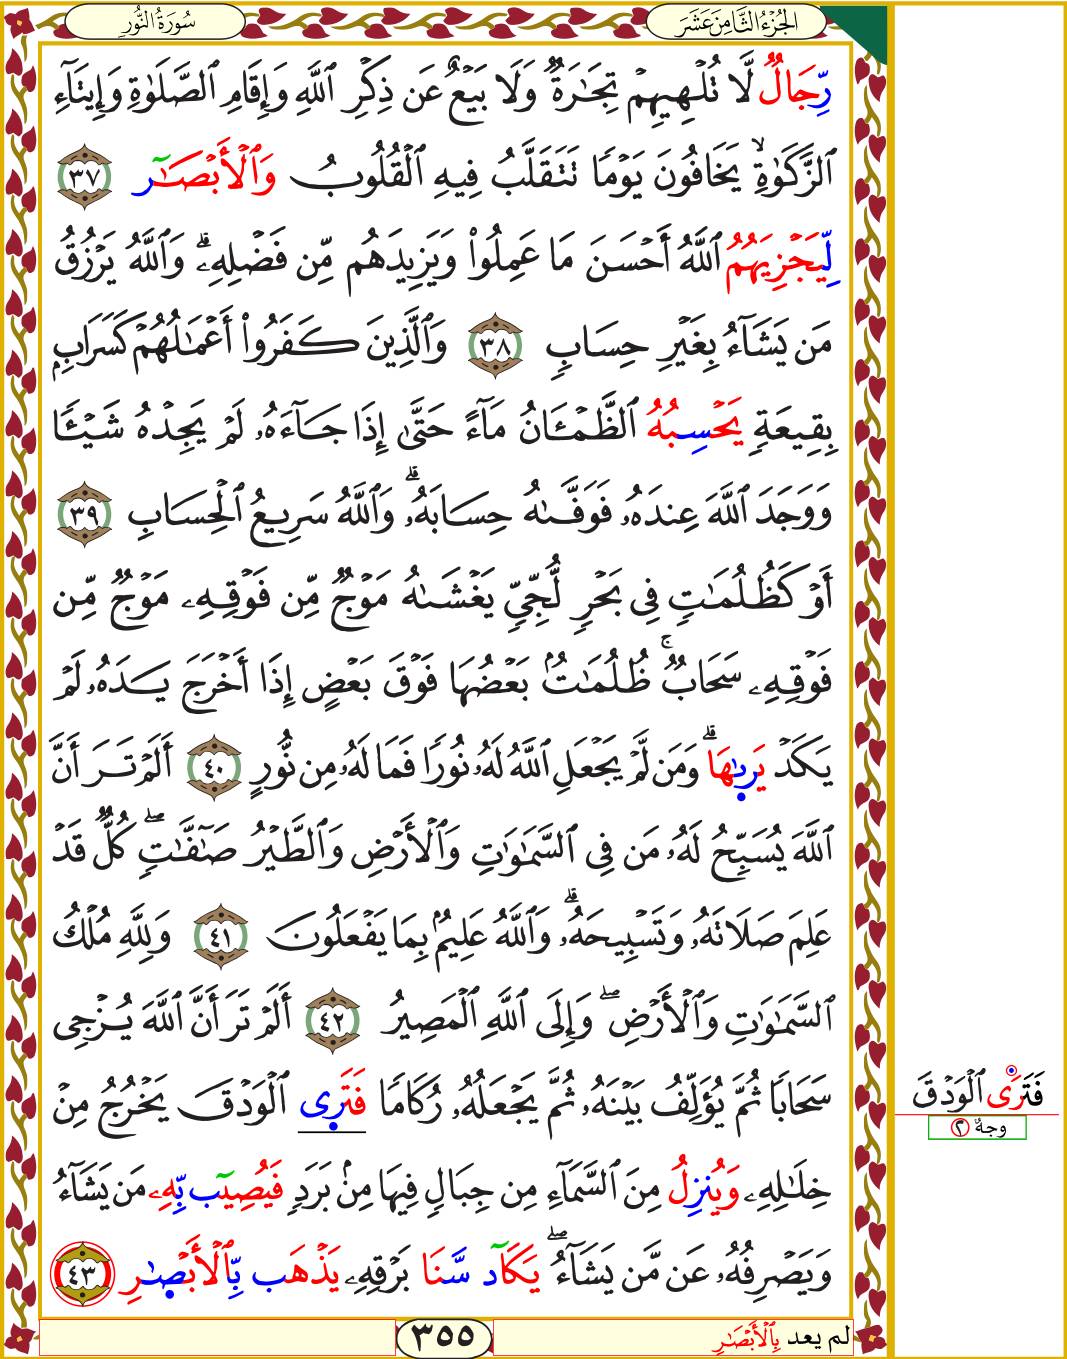 الجُزْءُ الثَّامِنَ عَشَرَ
سُورَةُ النُّورِ
رِّجَالٌ لَّا تُلْهِيهِمْ تِجَٰرَةٌ وَلَا بَيْعٌ عَن ذِكْرِ ٱللَّهِ وَإِقَامِ ٱلصَّلَوٰةِ وَإِيتَآءِ
ٱلزَّكَوٰةِۙ يَخَافُونَ يَوْمًا تَتَقَلَّبُ فِيهِ ٱلْقُلُوبُ وَٱلْأَبْصَٰٓر ٣٧
لِّيَجْزِيَهُمُ ٱللَّهُ أَحْسَنَ مَا عَمِلُوا۟ وَيَزِيدَهُم مِّن فَضْلِهِۦۗ وَٱللَّهُ يَرْزُقُ
مَن يَشَآءُ بِغَيْرِ حِسَابٍ ٣٨ وَٱلَّذِينَ كَفَرُوٓا۟ أَعْمَٰلُهُمْ كَسَرَابٍۭ
بِقِيعَةٍ يَحْسِبُهُ ٱلظَّمْـَٔانُ مَآءً حَتَّىٰٓ إِذَا جَآءَهُۥ لَمْ يَجِدْهُ شَيْـًٔا
وَوَجَدَ ٱللَّهَ عِندَهُۥ فَوَفَّىٰهُ حِسَابَهُۥۗ وَٱللَّهُ سَرِيعُ ٱلْحِسَابِ ٣٩
أَوْ كَظُلُمَٰتٍ فِى بَحْرٍ لُّجِّىٍّ يَغْشَىٰهُ مَوْجٌ مِّن فَوْقِهِۦ مَوْجٌ مِّن
فَوْقِهِۦ سَحَابٌۚ ظُلُمَٰتٌۢ بَعْضُهَا فَوْقَ بَعْضٍ إِذَآ أَخْرَجَ يَدَهُۥ لَمْ
يَكَدْ يَرىٰهَاۗ وَمَن لَّمْ يَجْعَلِ ٱللَّهُ لَهُۥ نُورًا فَمَا لَهُۥ مِن نُّورٍ ٤٠ أَلَمْ تَرَ أَنَّ
ٱللَّهَ يُسَبِّحُ لَهُۥ مَن فِى ٱلسَّمَٰوَٰتِ وَٱلْأَرْضِ وَٱلطَّيْرُ صَٰٓفَّٰتٍۖ كُلٌّ قَدْ
عَلِمَ صَلَاتَهُۥ وَتَسْبِيحَهُۥۗ وَٱللَّهُ عَلِيمٌۢ بِمَا يَفْعَلُونَ ٤١ وَلِلَّهِ مُلْكُ
ٱلسَّمَٰوَٰتِ وَٱلْأَرْضِۖ وَإِلَى ٱللَّهِ ٱلْمَصِيرُ ٤٢ أَلَمْ تَرَ أَنَّ ٱللَّهَ يُزْجِى
سَحَابًا ثُمَّ يُؤَلِّفُ بَيْنَهُۥ ثُمَّ يَجْعَلُهُۥ رُكَامًا فَتَرى ٱلْوَدْقَ يَخْرُجُ مِنْ
خِلَٰلِهِۦ وَيُنزِلُ مِنَ ٱلسَّمَآءِ مِن جِبَالٍ فِيهَا مِنۢ بَرَدٍ فَيُصِيٓب بِّهِۦ مَن يَشَآءُ
وَيَصْرِفُهُۥ عَن مَّن يَشَآءُۖ يَكَآد سَّنَا بَرْقِهِۦ يَذْهَب بِّٱلْأَبْصٰرِ ٤٣
فَتَرَى ٱلْوَدْقَ
وجهٌ ٢
لم يعد بِٱلْأَبْصَٰرِ
٣٥٥